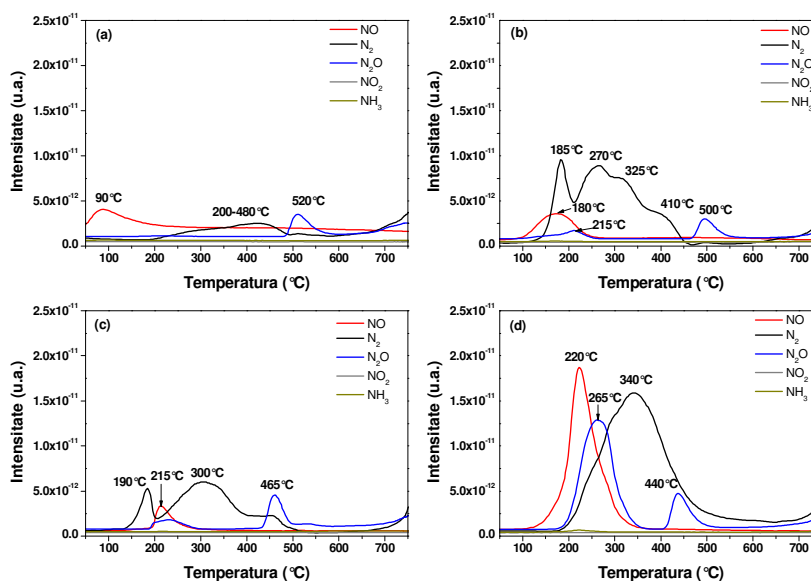 (a)
NO
N₂
N₂O
NO₂
NH₃
90°C
200-480°C
520°C
2.5x10⁻¹¹
2.0x10⁻¹¹
1.5x10⁻¹¹
1.0x10⁻¹¹
5.0x10⁻¹²
0.0
Intensitate (u.a.)
100 200 300 400 500 600 700
Temperatura (°C)
(b)
NO
N₂
N₂O
NO₂
NH₃
185°C
270°C
325°C
180°C
215°C
410°C
500°C
2.5x10⁻¹¹
2.0x10⁻¹¹
1.5x10⁻¹¹
1.0x10⁻¹¹
5.0x10⁻¹²
0.0
Intensitate (u.a.)
100 200 300 400 500 600 700
Temperatura (°C)
(c)
NO
N₂
N₂O
NO₂
NH₃
190°C
215°C
300°C
465°C
2.5x10⁻¹¹
2.0x10⁻¹¹
1.5x10⁻¹¹
1.0x10⁻¹¹
5.0x10⁻¹²
0.0
Intensitate (u.a.)
100 200 300 400 500 600 700
Temperatura (°C)
(d)
NO
N₂
N₂O
NO₂
NH₃
220°C
265°C
340°C
440°C
2.5x10⁻¹¹
2.0x10⁻¹¹
1.5x10⁻¹¹
1.0x10⁻¹¹
5.0x10⁻¹²
0.0
Intensitate (u.a.)
100 200 300 400 500 600 700
Temperatura (°C)